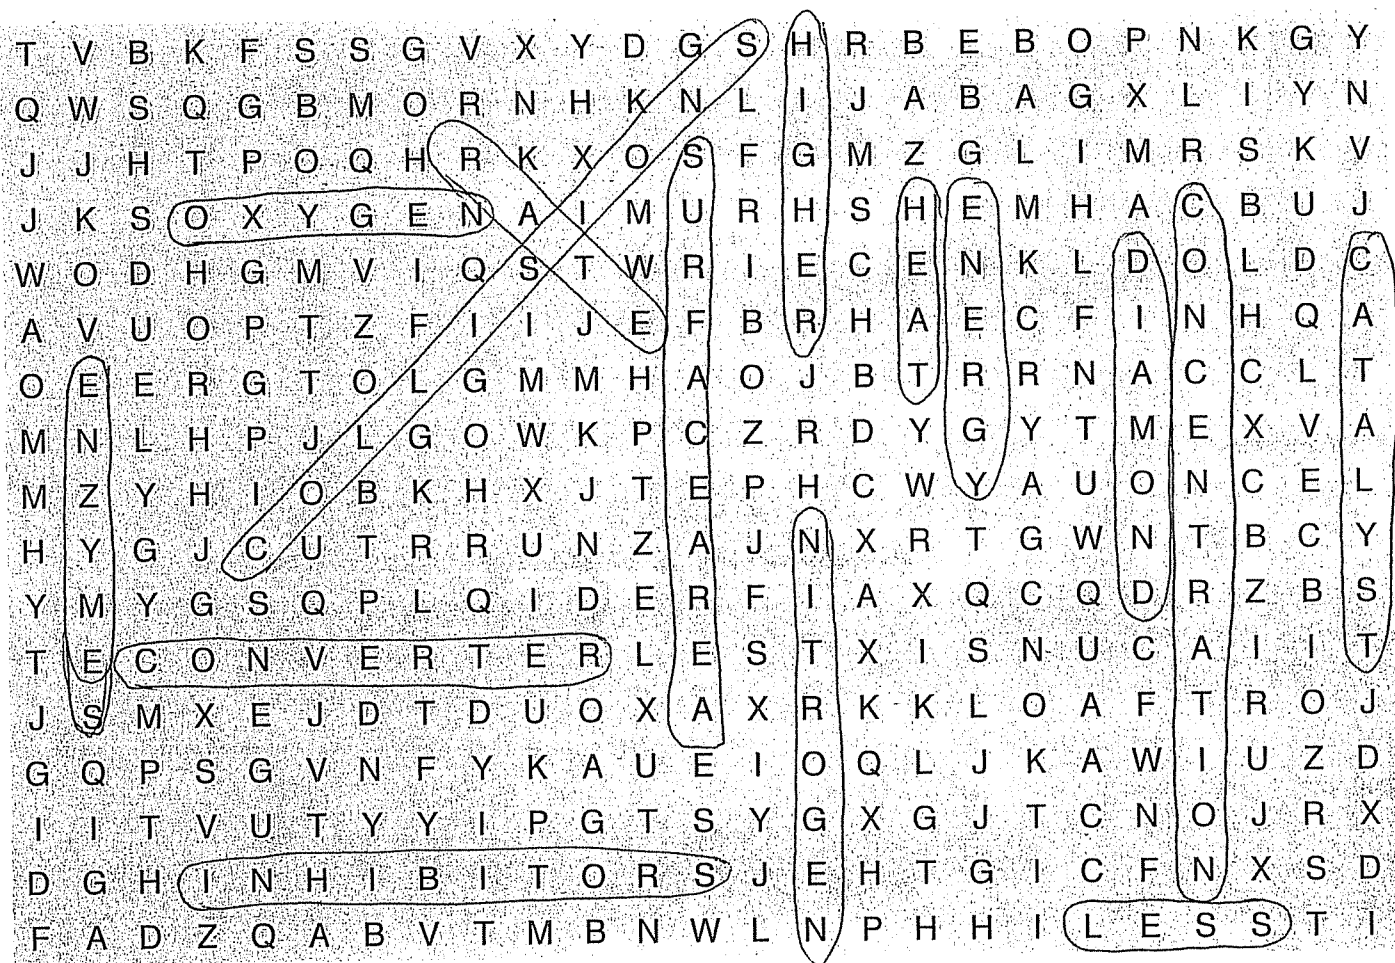 T V B K F S S G V X Y D G S H R B E B O P N K G Y
Q W S Q G B M O R N H K N L I J A B A G X L I Y N
J J H T P O Q H R K X O S F G M Z G L I M R S K V
J K S O X Y G E N A I M U R H S H E M H A C B U J
W O D H G M V I Q S T W R I E C E N K L D O L D C
A V U O P T Z F I I J E F B R H A E C F I N H Q A
O E E R G T O L G M M H A O J B T R R N A C C L T
M N L H P J L G O W K P C Z R D Y G Y T M E X V A
M Z Y H I O B K H X J T E P H C W Y A U O N C E L
H Y G J C U T R R U N Z A J N X R T G W N T B C Y
Y M Y G S Q P L Q I D E R F I A X Q C Q D R Z B S
T E C O N V E R T E R L E S T X I S N U C A I I T
J S M X E J D T D U O X A X R K K L O A F T R O J
G Q P S G V N F Y K A U E I O Q L J K A W I U Z D
I I T V U T Y Y I P G T S Y G X G J T C N O J R X
D G H I N H I B I T O R S J E H T G I C F N X S D
F A D Z Q A B V T M B N W L N P H H I L E S S T I